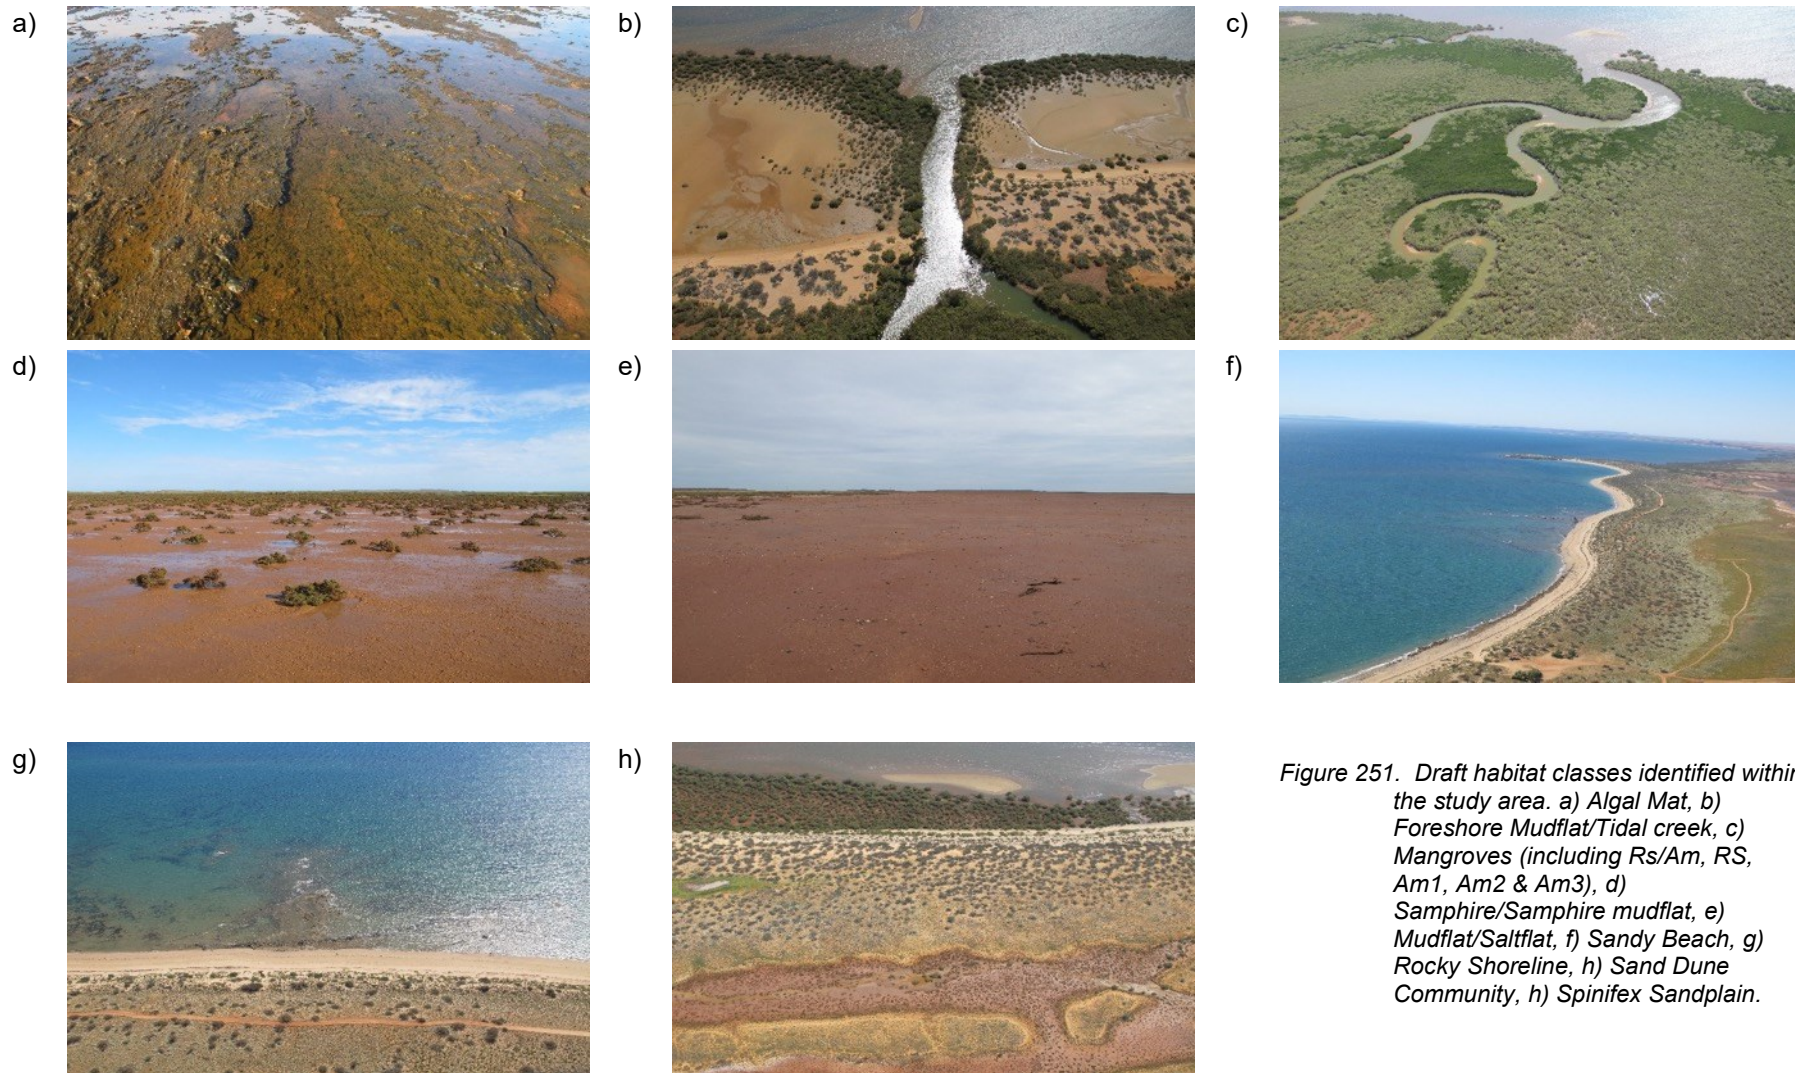 a)
b)
c)
d)
e)
f)
g)
h)
Figure 251. Draft habitat classes identified within
the study area. a) Algal Mat, b)
Foreshore Mudflat/Tidal creek, c)
Mangroves (including Rs/Am, RS,
Am1, Am2 & Am3), d)
Samphire/Samphire mudflat, e)
Mudflat/Saltflat, f) Sandy Beach, g)
Rocky Shoreline, h) Sand Dune
Community, h) Spinifex Sandplain.